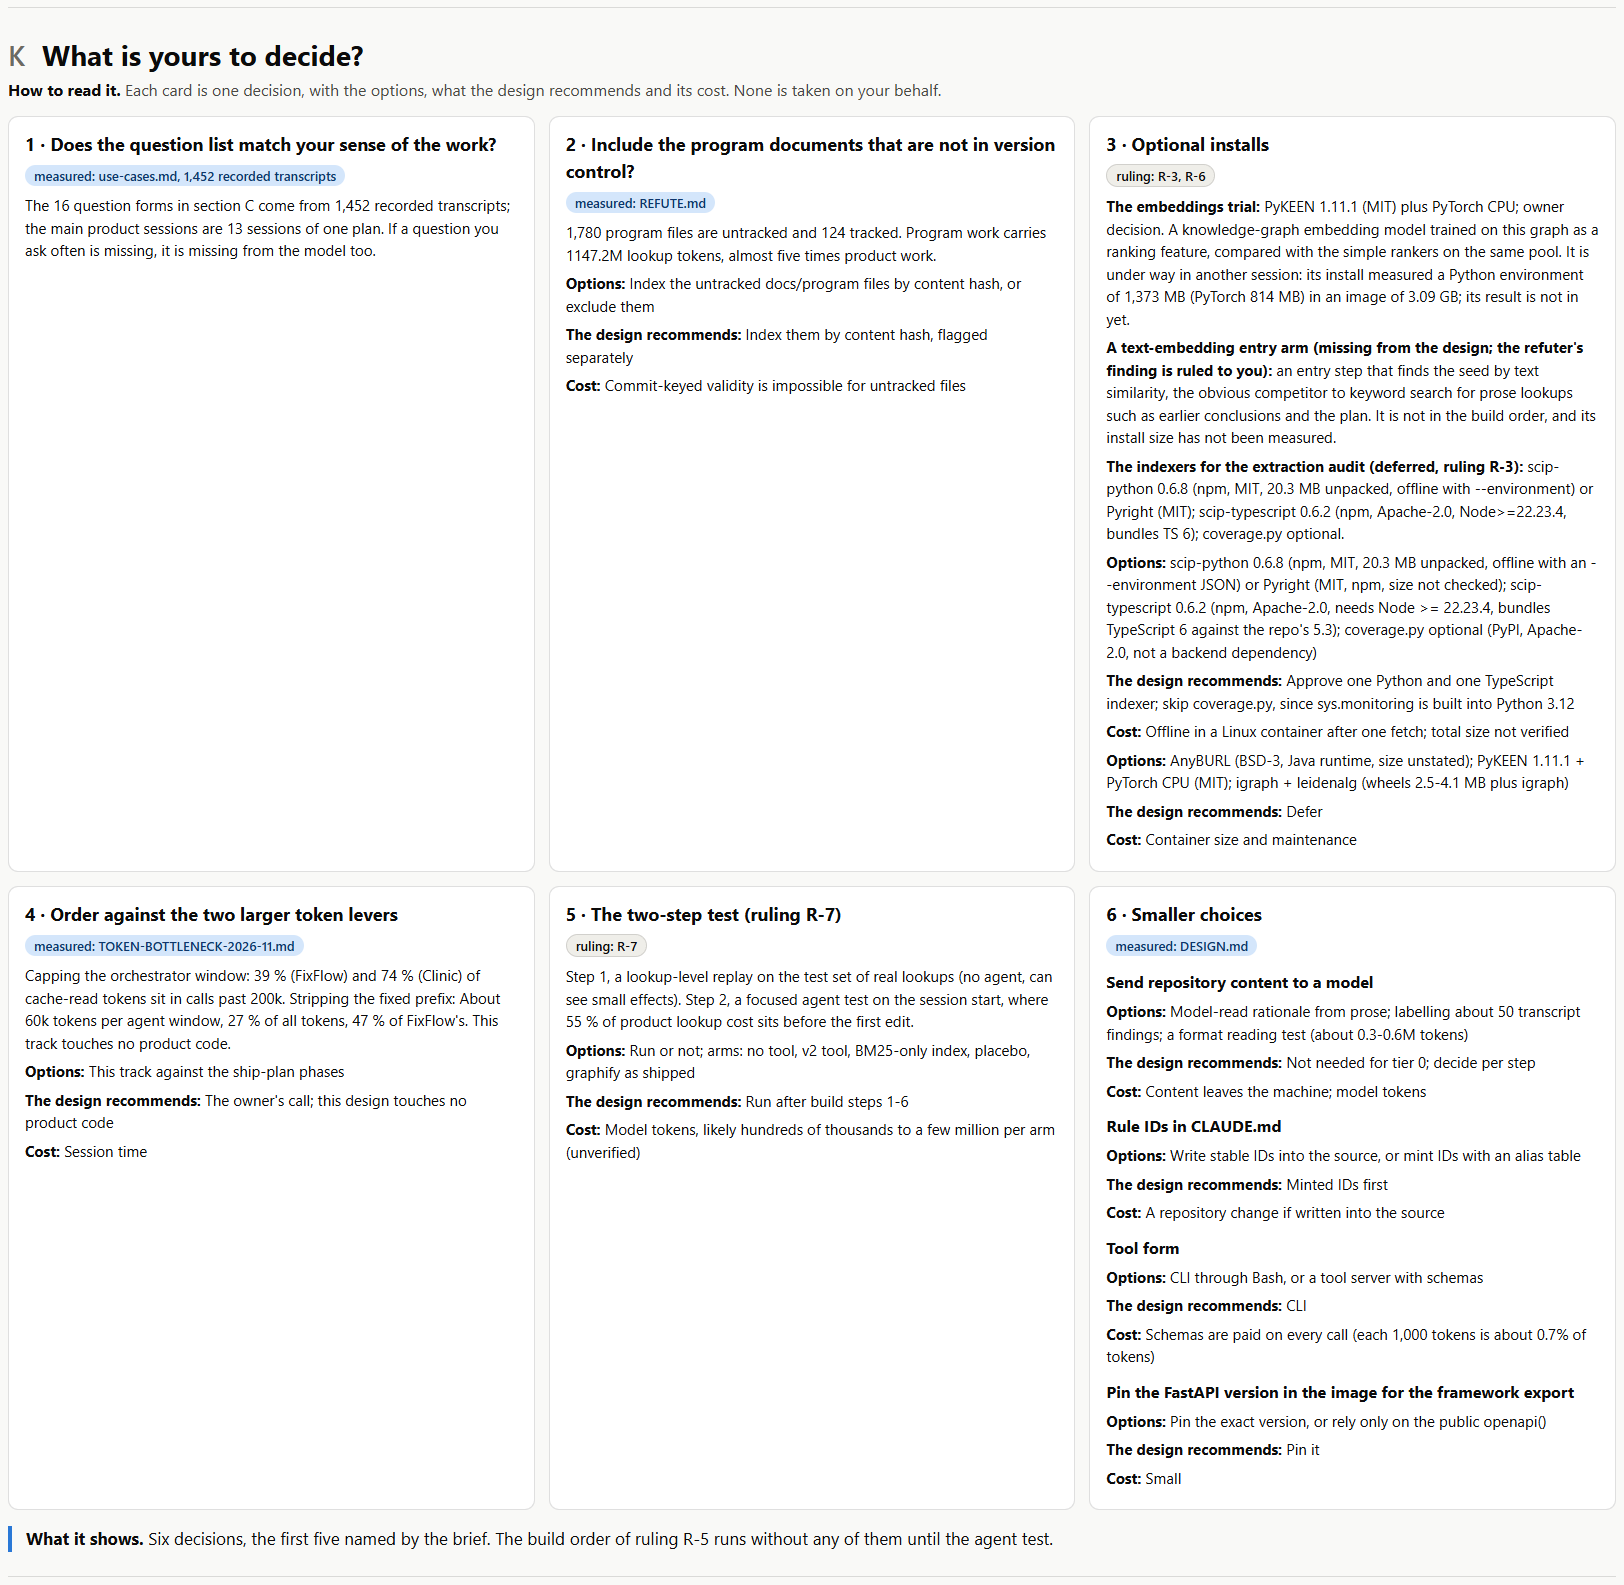 K What is yours to decide?
How to read it. Each card is one decision, with the options, what the design recommends and its cost. None is taken on your behalf.
1 · Does the question list match your sense of the work?
measured: use-cases.md, 1,452 recorded transcripts
The 16 question forms in section C come from 1,452 recorded transcripts;
the main product sessions are 13 sessions of one plan. If a question you
ask often is missing, it is missing from the model too.
2 · Include the program documents that are not in version
control?
measured: REFUTE.md
1,780 program files are untracked and 124 tracked. Program work carries
1147.2M lookup tokens, almost five times product work.
Options: Index the untracked docs/program files by content hash, or
exclude them
The design recommends: Index them by content hash, flagged
separately
Cost: Commit-keyed validity is impossible for untracked files
3 · Optional installs
ruling: R-3, R-6
The embeddings trial: PyKEEN 1.11.1 (MIT) plus PyTorch CPU; owner
decision. A knowledge-graph embedding model trained on this graph as a
ranking feature, compared with the simple rankers on the same pool. It is
under way in another session: its install measured a Python environment
of 1,373 MB (PyTorch 814 MB) in an image of 3.09 GB; its result is not in
yet.
A text-embedding entry arm (missing from the design; the refuter's
finding is ruled to you): an entry step that finds the seed by text
similarity, the obvious competitor to keyword search for prose lookups
such as earlier conclusions and the plan. It is not in the build order, and its
install size has not been measured.
The indexers for the extraction audit (deferred, ruling R-3): scip-
python 0.6.8 (npm, MIT, 20.3 MB unpacked, offline with --environment) or
Pyright (MIT); scip-typescript 0.6.2 (npm, Apache-2.0, Node>=22.23.4,
bundles TS 6); coverage.py optional.
Options: scip-python 0.6.8 (npm, MIT, 20.3 MB unpacked, offline with an -
-environment JSON) or Pyright (MIT, npm, size not checked); scip-
typescript 0.6.2 (npm, Apache-2.0, needs Node >= 22.23.4, bundles
TypeScript 6 against the repo's 5.3); coverage.py optional (PyPI, Apache-
2.0, not a backend dependency)
The design recommends: Approve one Python and one TypeScript
indexer; skip coverage.py, since sys.monitoring is built into Python 3.12
Cost: Offline in a Linux container after one fetch; total size not verified
Options: AnyBURL (BSD-3, Java runtime, size unstated); PyKEEN 1.11.1 +
PyTorch CPU (MIT); igraph + leidenalg (wheels 2.5-4.1 MB plus igraph)
The design recommends: Defer
Cost: Container size and maintenance
4 · Order against the two larger token levers
measured: TOKEN-BOTTLENECK-2026-11.md
Capping the orchestrator window: 39 % (FixFlow) and 74 % (Clinic) of
cache-read tokens sit in calls past 200k. Stripping the fixed prefix: About
60k tokens per agent window, 27 % of all tokens, 47 % of FixFlow's. This
track touches no product code.
Options: This track against the ship-plan phases
The design recommends: The owner's call; this design touches no
product code
Cost: Session time
5 · The two-step test (ruling R-7)
ruling: R-7
Step 1, a lookup-level replay on the test set of real lookups (no agent, can
see small effects). Step 2, a focused agent test on the session start, where
55 % of product lookup cost sits before the first edit.
Options: Run or not; arms: no tool, v2 tool, BM25-only index, placebo,
graphify as shipped
The design recommends: Run after build steps 1-6
Cost: Model tokens, likely hundreds of thousands to a few million per arm
(unverified)
6 · Smaller choices
measured: DESIGN.md
Send repository content to a model
Options: Model-read rationale from prose; labelling about 50 transcript
findings; a format reading test (about 0.3-0.6M tokens)
The design recommends: Not needed for tier 0; decide per step
Cost: Content leaves the machine; model tokens
Rule IDs in CLAUDE.md
Options: Write stable IDs into the source, or mint IDs with an alias table
The design recommends: Minted IDs first
Cost: A repository change if written into the source
Tool form
Options: CLI through Bash, or a tool server with schemas
The design recommends: CLI
Cost: Schemas are paid on every call (each 1,000 tokens is about 0.7% of
tokens)
Pin the FastAPI version in the image for the framework export
Options: Pin the exact version, or rely only on the public openapi()
The design recommends: Pin it
Cost: Small
What it shows. Six decisions, the first five named by the brief. The build order of ruling R-5 runs without any of them until the agent test.